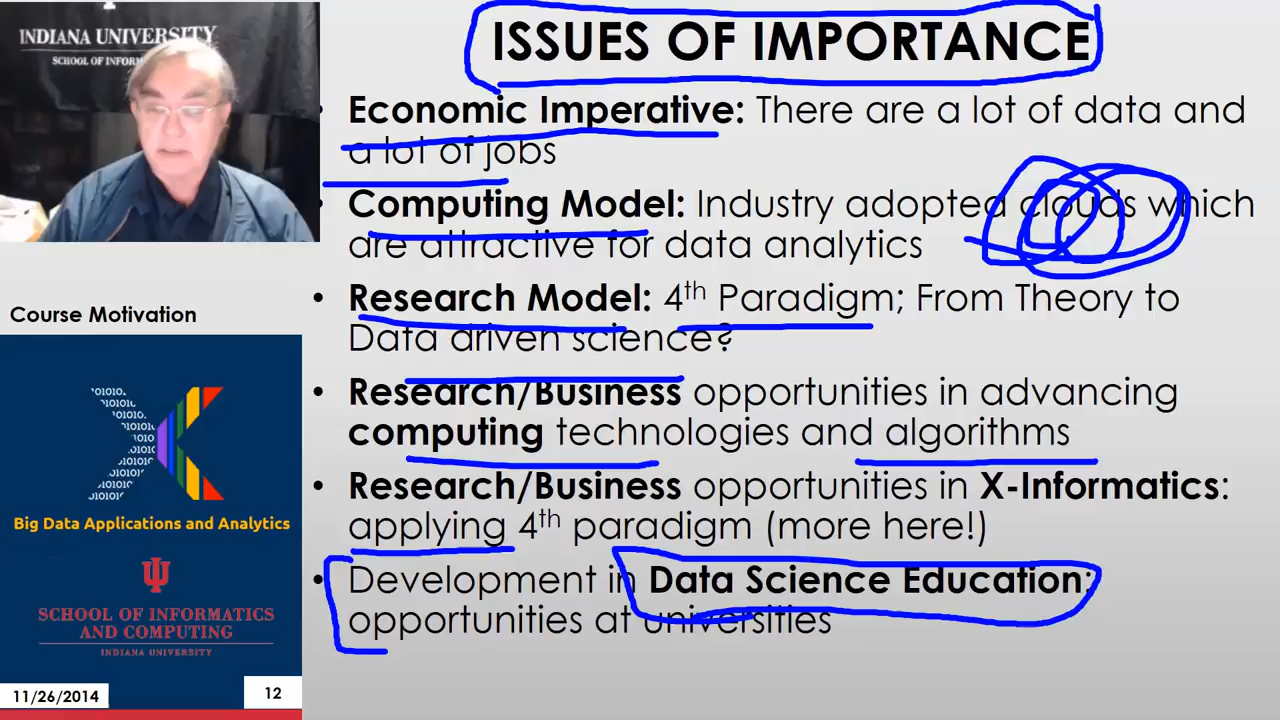 INDIANA UNIVERSITY
ISSUES OF IMPORTANCE
• Economic Imperative: There are a lot of data and
a lot of jobs
• Computing Model: Industry adopted clouds which
are attractive for data analytics
• Research Model: 4th Paradigm; From Theory to
Data driven science?
• Research/Business opportunities in advancing
computing technologies and algorithms
• Research/Business opportunities in X-Informatics:
applying 4th paradigm (more here!)
• Development in Data Science Education:
opportunities at universities
Course Motivation
Big Data Applications and Analytics
SCHOOL OF INFORMATICS
AND COMPUTING
INDIANA UNIVERSITY
11/26/2014
12